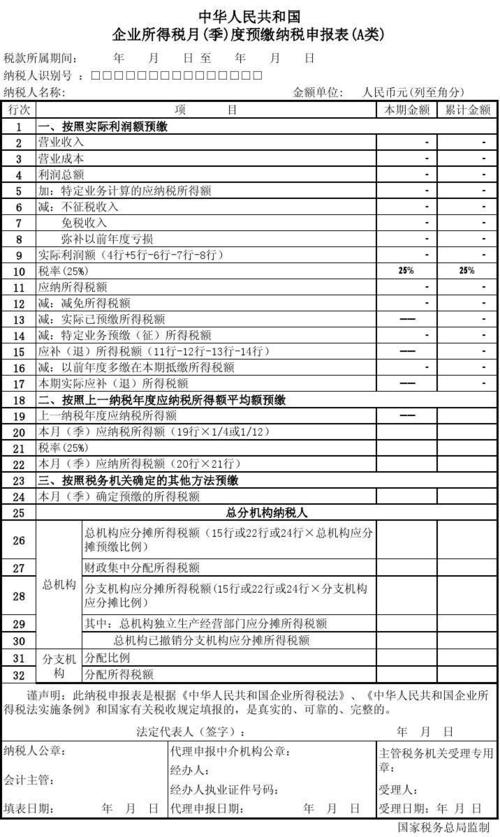 中华人民共和国
企业所得税月(季)度预缴纳税申报表(A类)
税款所属期间： 年 月 日 至 年 月 日
纳税人识别号 ：□□□□□□□□□□□□□□□
纳税人名称: 金额单位: 人民币元(列至角分)
行次 项 目 本期金额 累计金额
1 一、按照实际利润额预缴
2 营业收入 - -
3 营业成本 - -
4 利润总额 - -
5 加：特定业务计算的应纳税所得额 - -
6 减：不征税收入 - -
7 免税收入 - -
8 弥补以前年度亏损 - -
9 实际利润额（4行+5行-6行-7行-8行） - -
10 税率(25%) 25% 25%
11 应纳所得税额 - -
12 减：减免所得税额 - -
13 减：实际已预缴所得税额 —— -
14 减：特定业务预缴（征）所得税额 - -
15 应补（退）所得税额（11行-12行-13行-14行） —— -
16 减：以前年度多缴在本期抵缴所得税额 - -
17 本期实际应补（退）所得税额 —— -
18 二、按照上一纳税年度应纳税所得额平均额预缴
19 上一纳税年度应纳税所得额 ——
20 本月（季）应纳税所得额（19行×1/4或1/12）
21 税率(25%)
22 本月（季）应纳所得税额（20行×21行）
23 三、按照税务机关确定的其他方法预缴
24 本月（季）确定预缴的所得税额
25 总分机构纳税人
26 总机构应分摊所得税额（15行或22行或24行×总机构应分
摊预缴比例）
27 财政集中分配所得税额
总机构
28 分支机构应分摊所得税额(15行或22行或24行×分支机构
应分摊比例）
29 其中：总机构独立生产经营部门应分摊所得税额
30 总机构已撤销分支机构应分摊所得税额
31 分支机 分配比例
32 构 分配所得税额
谨声明：此纳税申报表是根据《中华人民共和国企业所得税法》、《中华人民共和国企业所
得税法实施条例》和国家有关税收规定填报的，是真实的、可靠的、完整的。
法定代表人（签字）： 年 月 日
纳税人公章： 代理申报中介机构公章： 主管税务机关受理专用
章：
会计主管： 经办人：
经办人执业证件号码： 受理人：
填表日期： 年 月 日 代理申报日期： 年 月 日 受理日期：年 月 日
国家税务总局监制